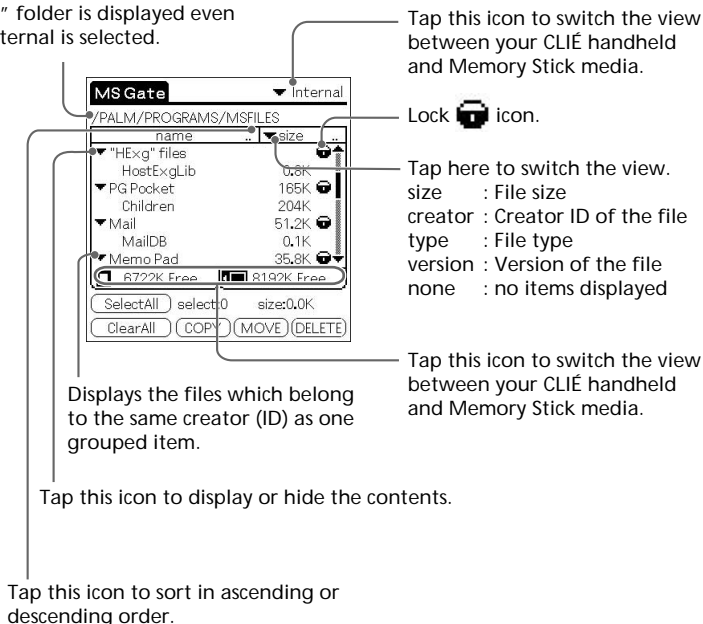 " folder is displayed even
ternal is selected.
Tap this icon to switch the view
between your CLIÉ handheld
and Memory Stick media.
MS Gate
Internal
/PALM/PROGRAMS/MSFILES
name .. size ..
"HExg" files
HostExgLib 0.8K
PG Pocket 165K
Children 204K
Mail 51.2K
MailDB 0.1K
Memo Pad 35.8K
6722K Free 8192K Free
SelectAll select:0 size:0.0K
ClearAll COPY MOVE DELETE
Lock icon.
Tap here to switch the view.
size : File size
creator : Creator ID of the file
type : File type
version : Version of the file
none : no items displayed
Tap this icon to switch the view
between your CLIÉ handheld
and Memory Stick media.
Displays the files which belong
to the same creator (ID) as one
grouped item.
Tap this icon to display or hide the contents.
Tap this icon to sort in ascending or
descending order.